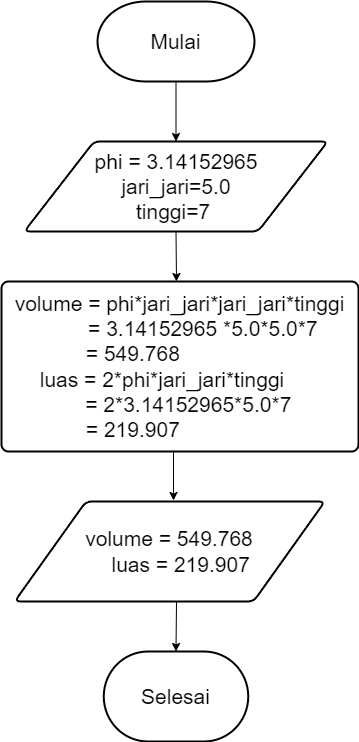 Mulai
phi = 3.14152965
jari_jari=5.0
tinggi=7
volume = phi*jari_jari*jari_jari*tinggi
= 3.14152965 *5.0*5.0*7
= 549.768
luas = 2*phi*jari_jari*tinggi
= 2*3.14152965*5.0*7
= 219.907
volume = 549.768
luas = 219.907
Selesai